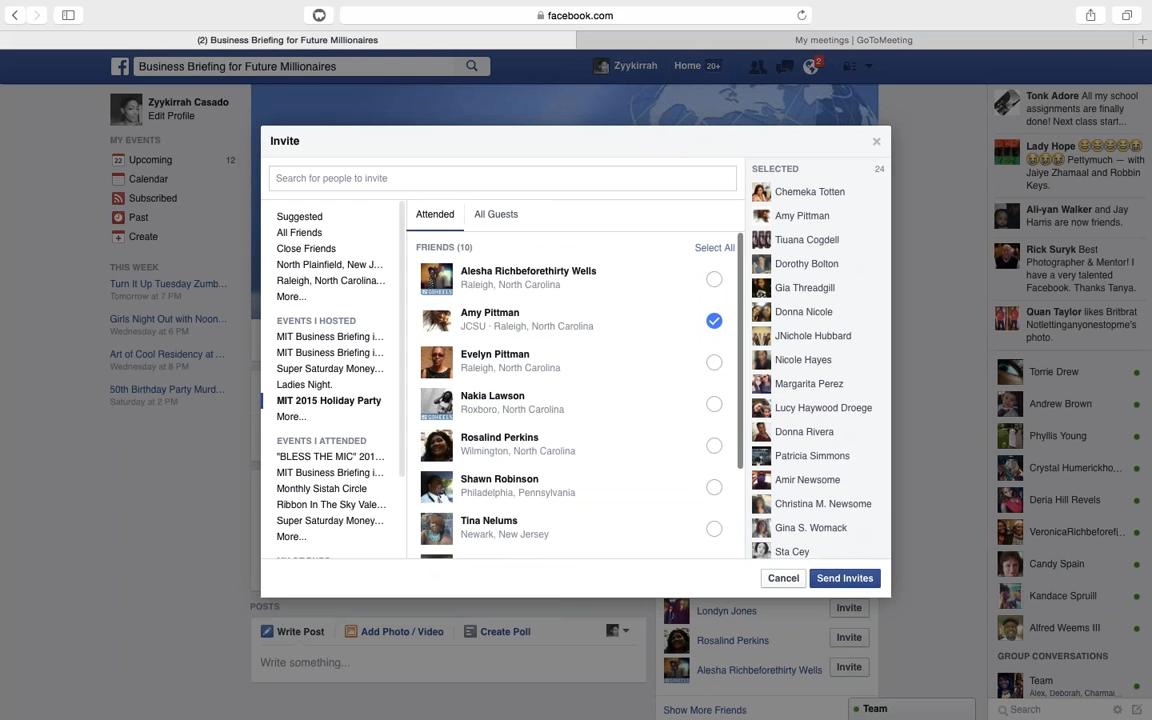 facebook.com
(2) Business Briefing for Future Millionaires
My meetings | GoToMeeting
Business Briefing for Future Millionaires
Zyykirrah
Home 20+
2
Zyykirrah Casado
Edit Profile
MY EVENTS
22 Upcoming 12
Calendar
Subscribed
Past
Create
THIS WEEK
Turn It Up Tuesday Zumb...
Tomorrow at 7 PM
Girls Night Out with Noon...
Wednesday at 6 PM
Art of Cool Residency at ...
Wednesday at 8 PM
50th Birthday Party Murd...
Saturday at 2 PM
Invite
Search for people to invite
Suggested
All Friends
Close Friends
North Plainfield, New J...
Raleigh, North Carolina...
More...
EVENTS I HOSTED
MIT Business Briefing i...
MIT Business Briefing i...
Super Saturday Money...
Ladies Night.
MIT 2015 Holiday Party
More...
EVENTS I ATTENDED
"BLESS THE MIC" 201...
MIT Business Briefing i...
Monthly Sistah Circle
Ribbon In The Sky Vale...
Super Saturday Money...
More...
Attended
All Guests
FRIENDS (10)
Select All
Alesha Richbeforethirty Wells
Raleigh, North Carolina
Amy Pittman
JCSU · Raleigh, North Carolina
Evelyn Pittman
Raleigh, North Carolina
Nakia Lawson
Roxboro, North Carolina
Rosalind Perkins
Wilmington, North Carolina
Shawn Robinson
Philadelphia, Pennsylvania
Tina Nelums
Newark, New Jersey
SELECTED 24
Chemeka Totten
Amy Pittman
Tiuana Cogdell
Dorothy Bolton
Gia Threadgill
Donna Nicole
JNichole Hubbard
Nicole Hayes
Margarita Perez
Lucy Haywood Droege
Donna Rivera
Patricia Simmons
Amir Newsome
Christina M. Newsome
Gina S. Womack
Sta Cey
Cancel
Send Invites
POSTS
Write Post
Add Photo / Video
Create Poll
Write something...
Londyn Jones
Invite
Rosalind Perkins
Invite
Alesha Richbeforethirty Wells
Invite
Show More Friends
Team
Tonk Adore All my school
assignments are finally
done! Next class start...
Lady Hope 😂😂😂😂😭
😭😭😭 Pettymuch — with
Jaiye Zhamaal and Robbin
Keys.
Ali-yan Walker and Jay
Harris are now friends.
Rick Suryk Best
Photographer & Mentor! I
have a very talented
Facebook. Thanks Tanya.
Quan Taylor likes Britbrat
Notlettinganyonestopme's
photo.
Torrie Drew
Andrew Brown
Phyllis Young
Crystal Humerickho...
Deria Hill Revels
VeronicaRichbeforefi...
Candy Spain
Kandace Spruill
Alfred Weems III
GROUP CONVERSATIONS
Team
Alex, Deborah, Charmai...
Search